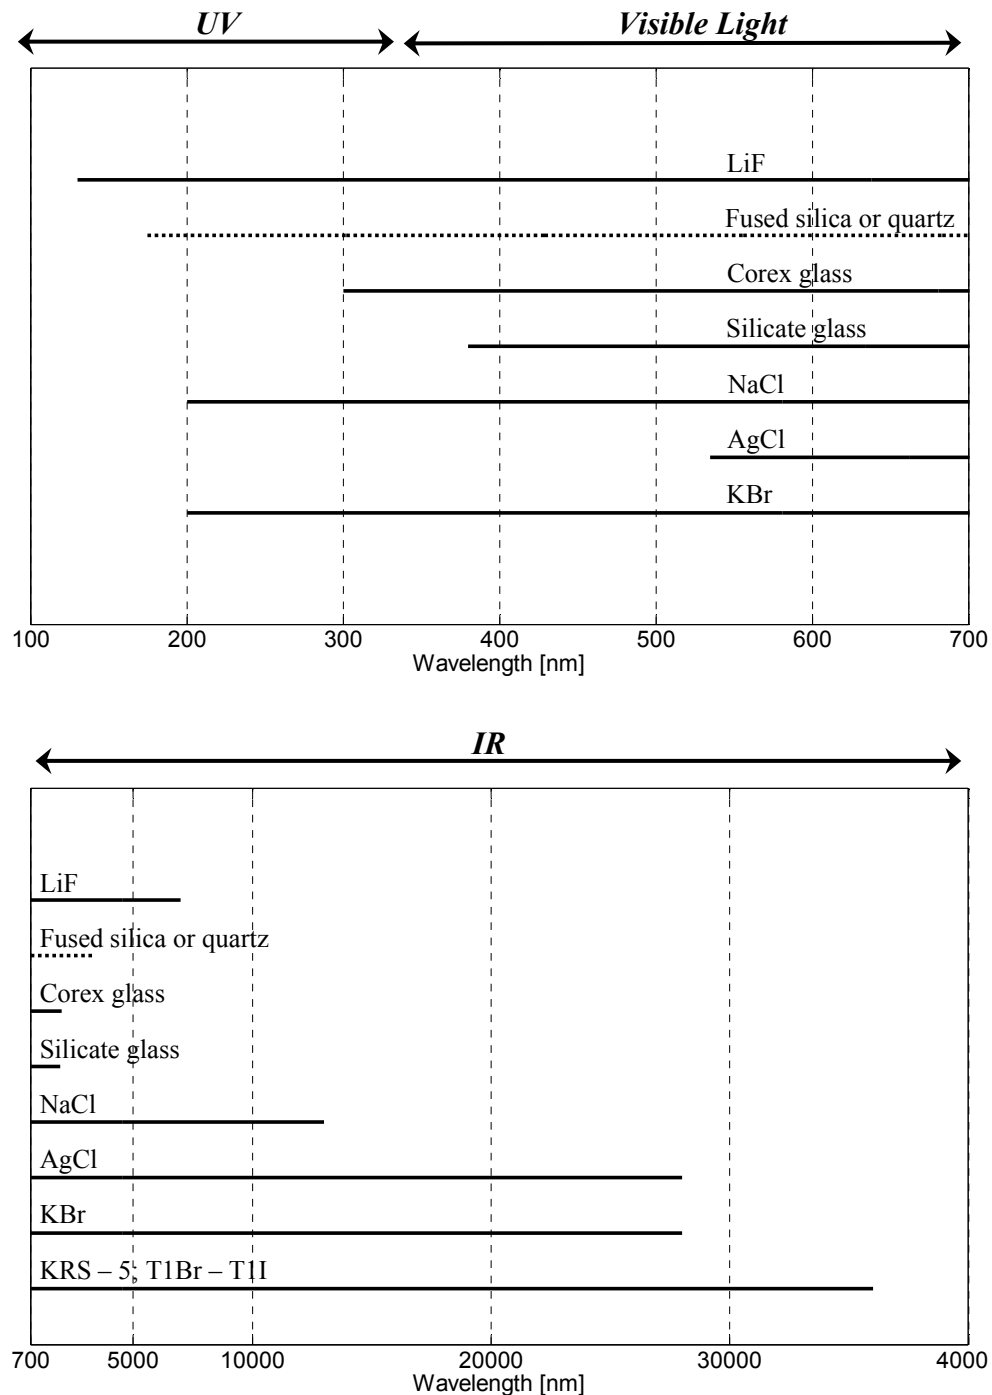 UV Visible Light
LiF
Fused silica or quartz
Corex glass
Silicate glass
NaCl
AgCl
KBr
100 200 300 400 500 600 700
Wavelength [nm]
IR
LiF
Fused silica or quartz
Corex glass
Silicate glass
NaCl
AgCl
KBr
KRS – 5; T1Br – T1I
700 5000 10000 20000 30000 4000
Wavelength [nm]